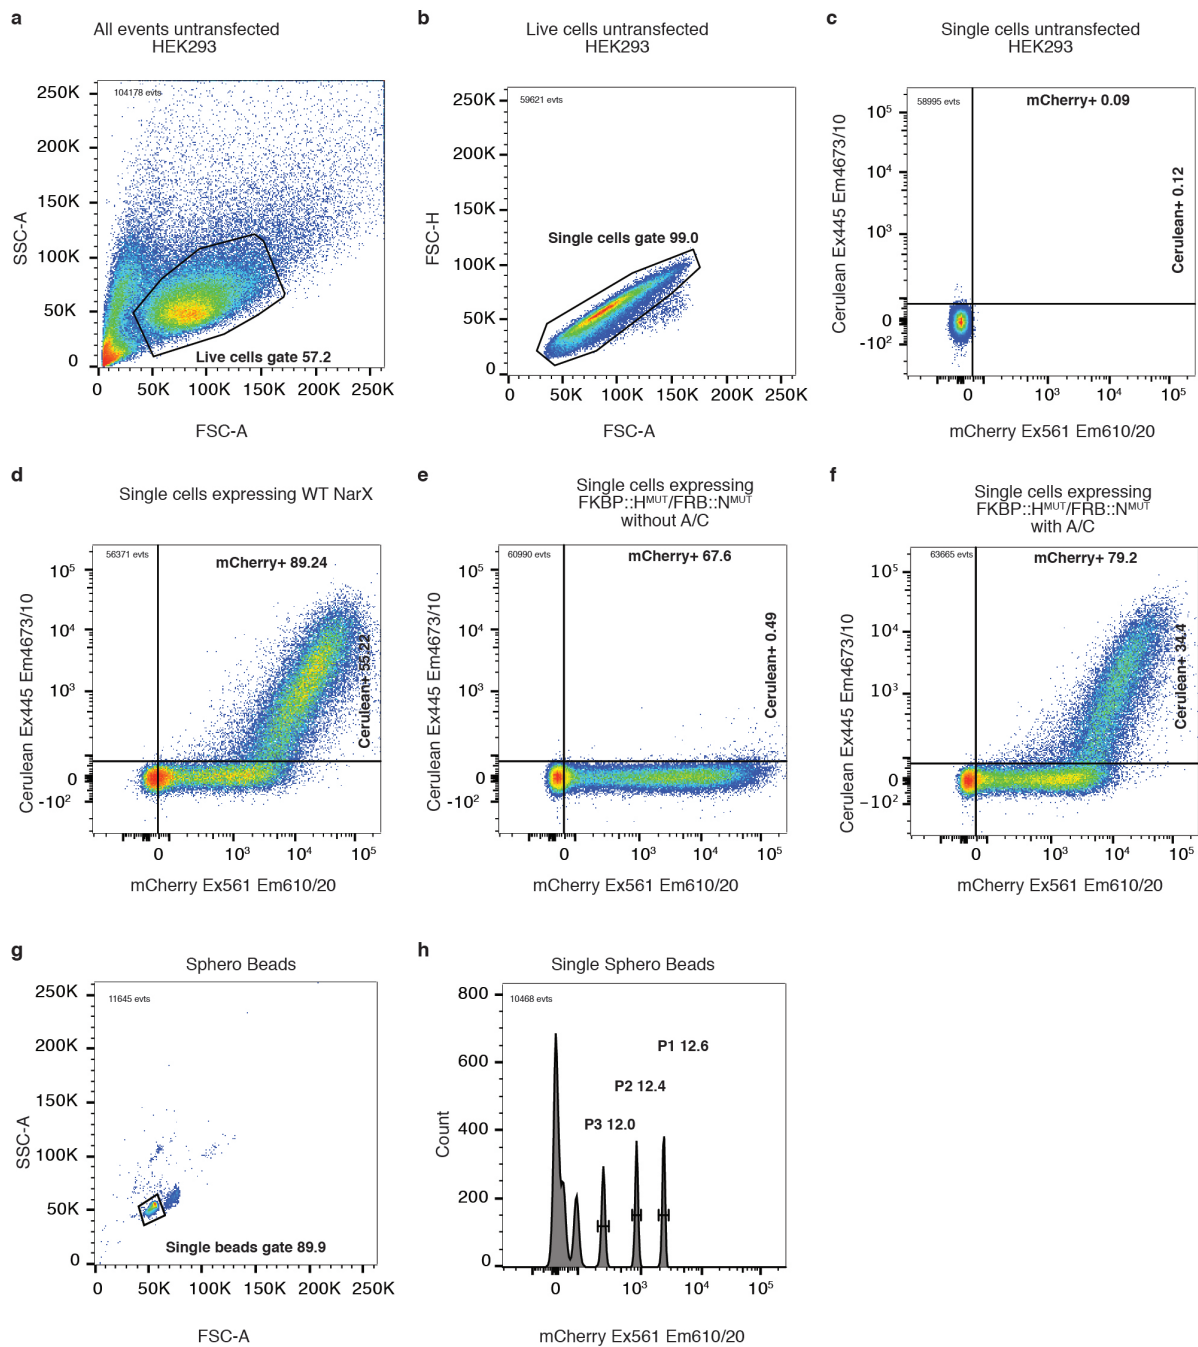 a
All events untransfected
HEK293
104178 evts
250K
200K
150K
100K
50K
0
SSC-A
Live cells gate 57.2
0 50K 100K 150K 200K 250K
FSC-A
b
Live cells untransfected
HEK293
59621 evts
250K
200K
150K
100K
50K
0
FSC-H
Single cells gate 99.0
0 50K 100K 150K 200K 250K
FSC-A
c
Single cells untransfected
HEK293
58995 evts
mCherry+ 0.09
Cerulean+ 0.12
Cerulean Ex445 Em4673/10
10⁵
10⁴
10³
0
-10²
0 10³ 10⁴ 10⁵
mCherry Ex561 Em610/20
d
Single cells expressing WT NarX
56371 evts
mCherry+ 89.24
Cerulean+ 55.22
Cerulean Ex445 Em4673/10
10⁵
10⁴
10³
0
-10²
0 10³ 10⁴ 10⁵
mCherry Ex561 Em610/20
e
Single cells expressing
FKBP::Hᴹᵁᵀ/FRB::Nᴹᵁᵀ
without A/C
60990 evts
mCherry+ 67.6
Cerulean+ 0.49
Cerulean Ex445 Em4673/10
10⁵
10⁴
10³
0
-10²
0 10³ 10⁴ 10⁵
mCherry Ex561 Em610/20
f
Single cells expressing
FKBP::Hᴹᵁᵀ/FRB::Nᴹᵁᵀ
with A/C
63665 evts
mCherry+ 79.2
Cerulean+ 34.4
Cerulean Ex445 Em4673/10
10⁵
10⁴
10³
0
−10²
0 10³ 10⁴ 10⁵
mCherry Ex561 Em610/20
g
Sphero Beads
11645 evts
250K
200K
150K
100K
50K
0
SSC-A
Single beads gate 89.9
0 50K 100K 150K 200K 250K
FSC-A
h
Single Sphero Beads
10468 evts
800
600
400
200
0
Count
P1 12.6
P2 12.4
P3 12.0
0 10³ 10⁴ 10⁵
mCherry Ex561 Em610/20